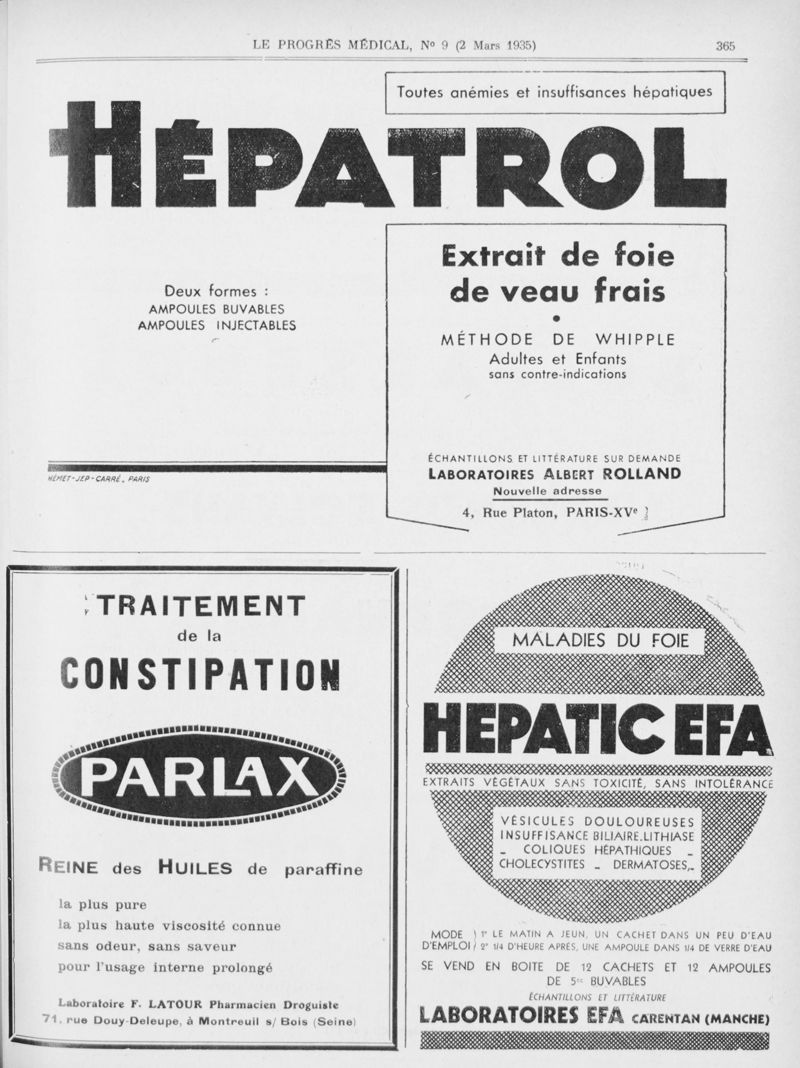 LE PROGRÈS MÉDICAL, Nº 9 (2 Mars 1935) 365
Toutes anémies et insuffisances hépatiques
HÉPATROL
Deux formes :
AMPOULES BUVABLES
AMPOULES INJECTABLES
Extrait de foie
de veau frais
•
MÉTHODE DE WHIPPLE
Adultes et Enfants
sans contre-indications
ÉCHANTILLONS ET LITTÉRATURE SUR DEMANDE
LABORATOIRES ALBERT ROLLAND
Nouvelle adresse
4, Rue Platon, PARIS-XVe
HÉMET-JEP-CARRÉ. PARIS
TRAITEMENT
de la
CONSTIPATION
PARLAX
REINE des HUILES de paraffine
la plus pure
la plus haute viscosité connue
sans odeur, sans saveur
pour l'usage interne prolongé
Laboratoire F. LATOUR Pharmacien Droguiste
71, rue Douy-Deleupe, à Montreuil s/ Bois (Seine)
MALADIES DU FOIE
HEPATIC EFA
EXTRAITS VÉGÉTAUX SANS TOXICITÉ, SANS INTOLÉRANCE
VÉSICULES DOULOUREUSES
INSUFFISANCE BILIAIRE.LITHIASE
_ COLIQUES HÉPATHIQUES _
CHOLECYSTITES _ DERMATOSES,_
MODE ) 1º LE MATIN A JEUN, UN CACHET DANS UN PEU D'EAU
D'EMPLOI ) 2º 1/4 D'HEURE APRÉS, UNE AMPOULE DANS 1/4 DE VERRE D'EAU
SE VEND EN BOITE DE 12 CACHETS ET 12 AMPOULES
DE 5cc BUVABLES
ÉCHANTILLONS ET LITTÉRATURE
LABORATOIRES EFA CARENTAN (MANCHE)